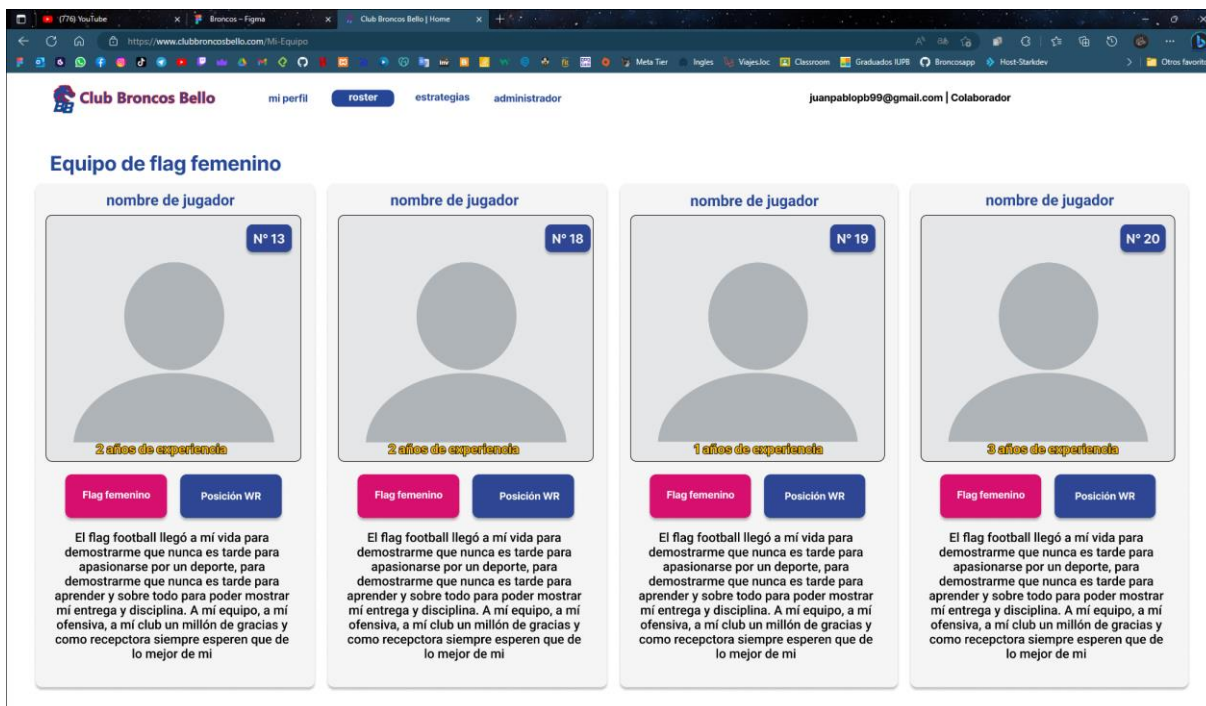 (776) YouTube
Broncos – Figma
Club Broncos Bello | Home
https://www.clubbroncosbello.com/Mi-Equipo
Meta Tier
Ingles
ViajesJoc
Classroom
Graduados IUPB
Broncosapp
Host-Starkdev
Otros favorito
Club Broncos Bello
mi perfil
roster
estrategias
administrador
juanpablopb99@gmail.com | Colaborador
Equipo de flag femenino
nombre de jugador
N° 13
2 años de experiencia
Flag femenino
Posición WR
El flag football llegó a mí vida para
demostrarme que nunca es tarde para
apasionarse por un deporte, para
demostrarme que nunca es tarde para
aprender y sobre todo para poder mostrar
mí entrega y disciplina. A mí equipo, a mí
ofensiva, a mí club un millón de gracias y
como recepctora siempre esperen que de
lo mejor de mi
nombre de jugador
N° 18
2 años de experiencia
Flag femenino
Posición WR
El flag football llegó a mí vida para
demostrarme que nunca es tarde para
apasionarse por un deporte, para
demostrarme que nunca es tarde para
aprender y sobre todo para poder mostrar
mí entrega y disciplina. A mí equipo, a mí
ofensiva, a mí club un millón de gracias y
como recepctora siempre esperen que de
lo mejor de mi
nombre de jugador
N° 19
1 años de experiencia
Flag femenino
Posición WR
El flag football llegó a mí vida para
demostrarme que nunca es tarde para
apasionarse por un deporte, para
demostrarme que nunca es tarde para
aprender y sobre todo para poder mostrar
mí entrega y disciplina. A mí equipo, a mí
ofensiva, a mí club un millón de gracias y
como recepctora siempre esperen que de
lo mejor de mi
nombre de jugador
N° 20
3 años de experiencia
Flag femenino
Posición WR
El flag football llegó a mí vida para
demostrarme que nunca es tarde para
apasionarse por un deporte, para
demostrarme que nunca es tarde para
aprender y sobre todo para poder mostrar
mí entrega y disciplina. A mí equipo, a mí
ofensiva, a mí club un millón de gracias y
como recepctora siempre esperen que de
lo mejor de mi